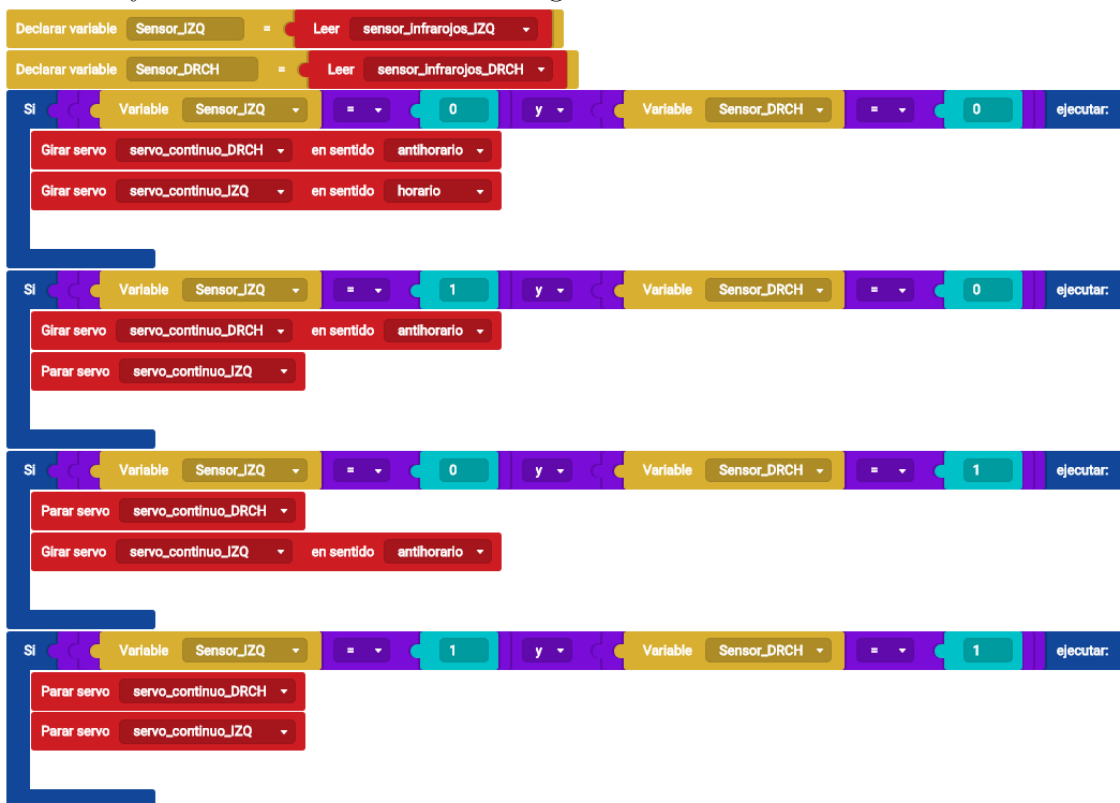 Declarar variable Sensor_IZQ = Leer sensor_infrarojos_IZQ
Declarar variable Sensor_DRCH = Leer sensor_infrarojos_DRCH
Si Variable Sensor_IZQ = 0 y Variable Sensor_DRCH = 0 ejecutar:
Girar servo servo_continuo_DRCH en sentido antihorario
Girar servo servo_continuo_IZQ en sentido horario
Si Variable Sensor_IZQ = 1 y Variable Sensor_DRCH = 0 ejecutar:
Girar servo servo_continuo_DRCH en sentido antihorario
Parar servo servo_continuo_IZQ
Si Variable Sensor_IZQ = 0 y Variable Sensor_DRCH = 1 ejecutar:
Parar servo servo_continuo_DRCH
Girar servo servo_continuo_IZQ en sentido antihorario
Si Variable Sensor_IZQ = 1 y Variable Sensor_DRCH = 1 ejecutar:
Parar servo servo_continuo_DRCH
Parar servo servo_continuo_IZQ